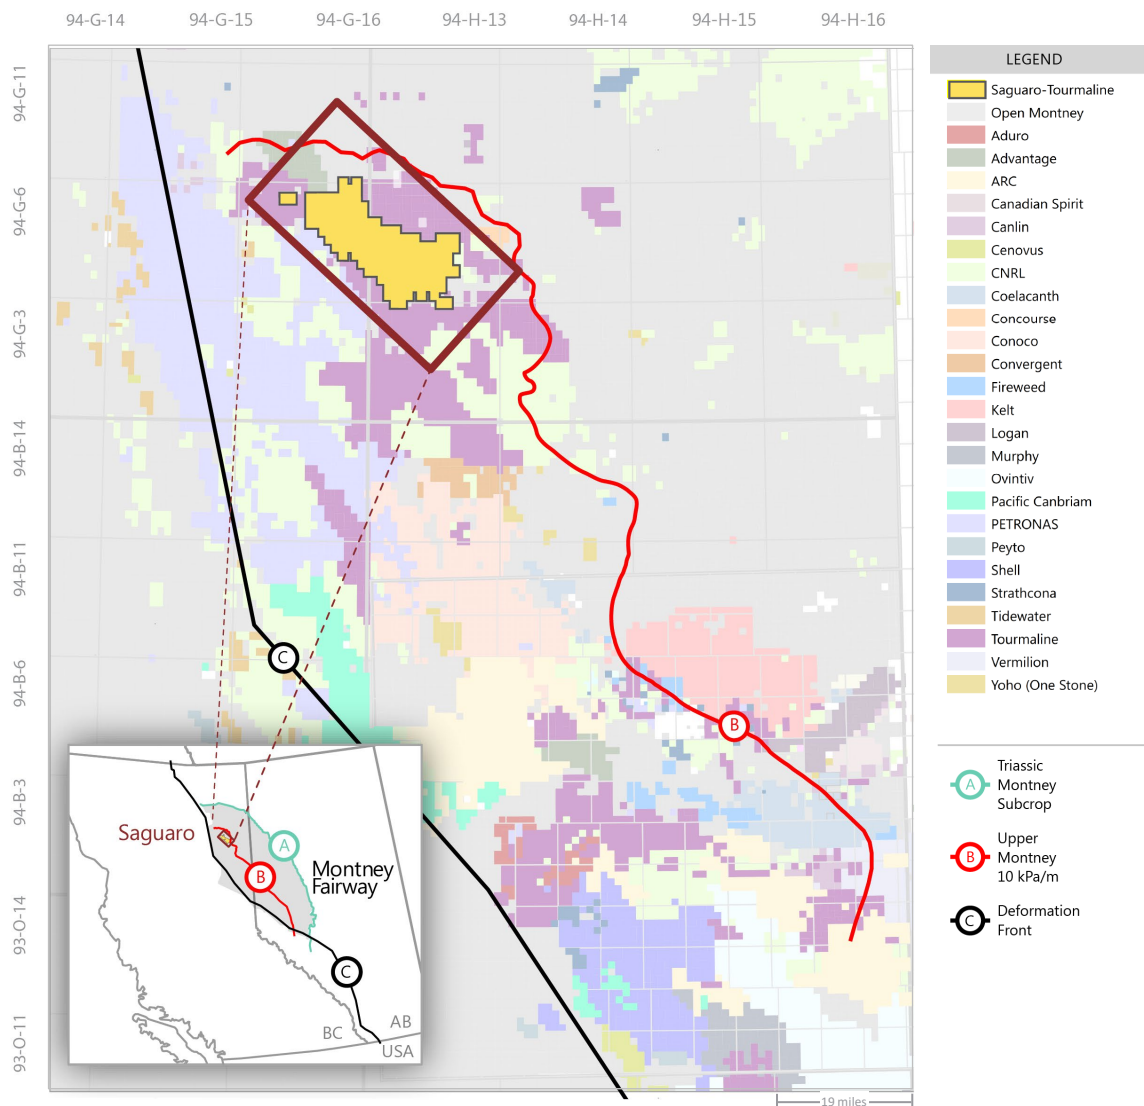 94-G-14 94-G-15 94-G-16 94-H-13 94-H-14 94-H-15 94-H-16
94-G-11
94-G-6
94-G-3
94-B-14
94-B-11
94-B-6
94-B-3
93-O-14
93-O-11
C
B
Saguaro
A
B
Montney
Fairway
C
BC
AB
USA
19 miles
LEGEND
Saguaro-Tourmaline
Open Montney
Aduro
Advantage
ARC
Canadian Spirit
Canlin
Cenovus
CNRL
Coelacanth
Concourse
Conoco
Convergent
Fireweed
Kelt
Logan
Murphy
Ovintiv
Pacific Canbriam
PETRONAS
Peyto
Shell
Strathcona
Tidewater
Tourmaline
Vermilion
Yoho (One Stone)
A
Triassic
Montney
Subcrop
B
Upper
Montney
10 kPa/m
C
Deformation
Front